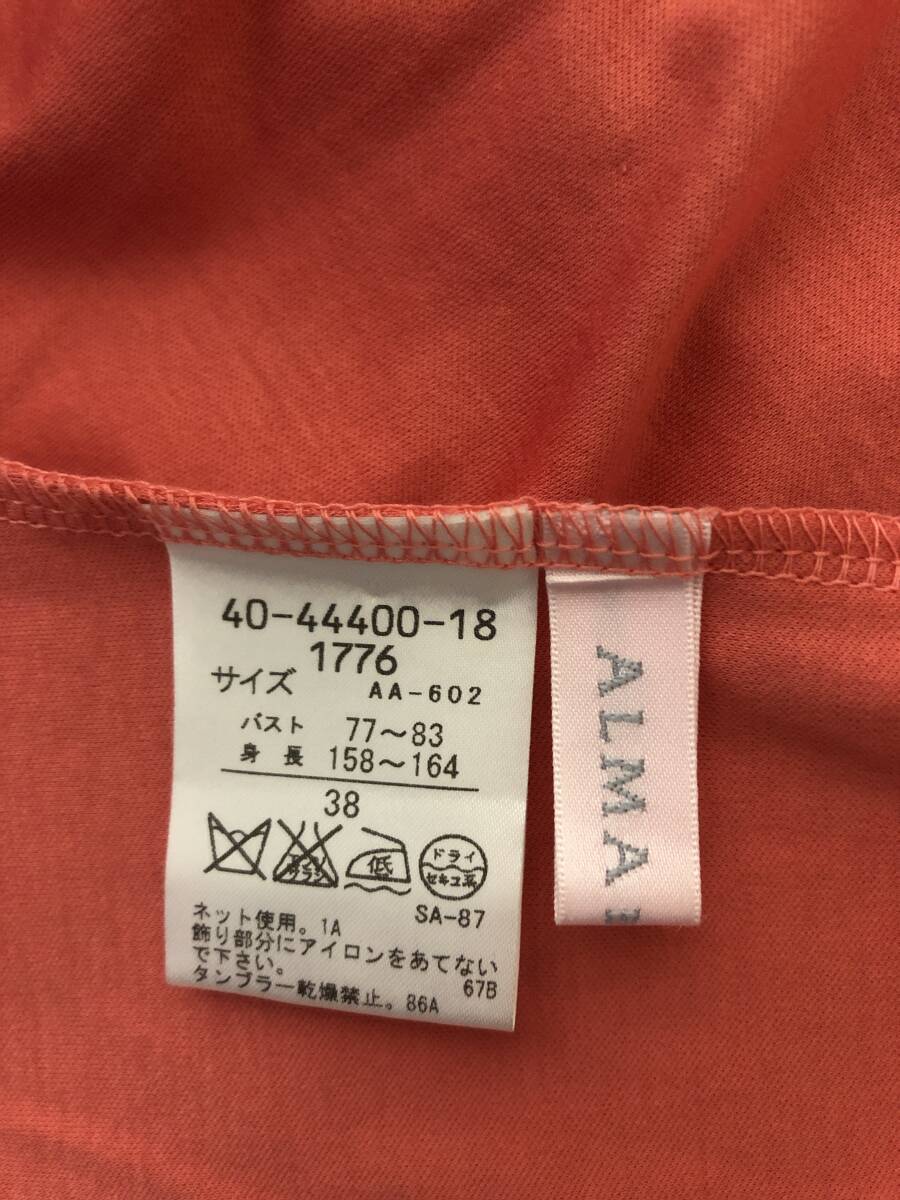 40-44400-18
1776
サイズ AA-602
バスト 77～83
身長 158～164
38
低
ドライ
セキユ系
SA-87
ネット使用。1A
飾り部分にアイロンをあてない
で下さい。 67B
タンブラー乾燥禁止。86A
ALMA